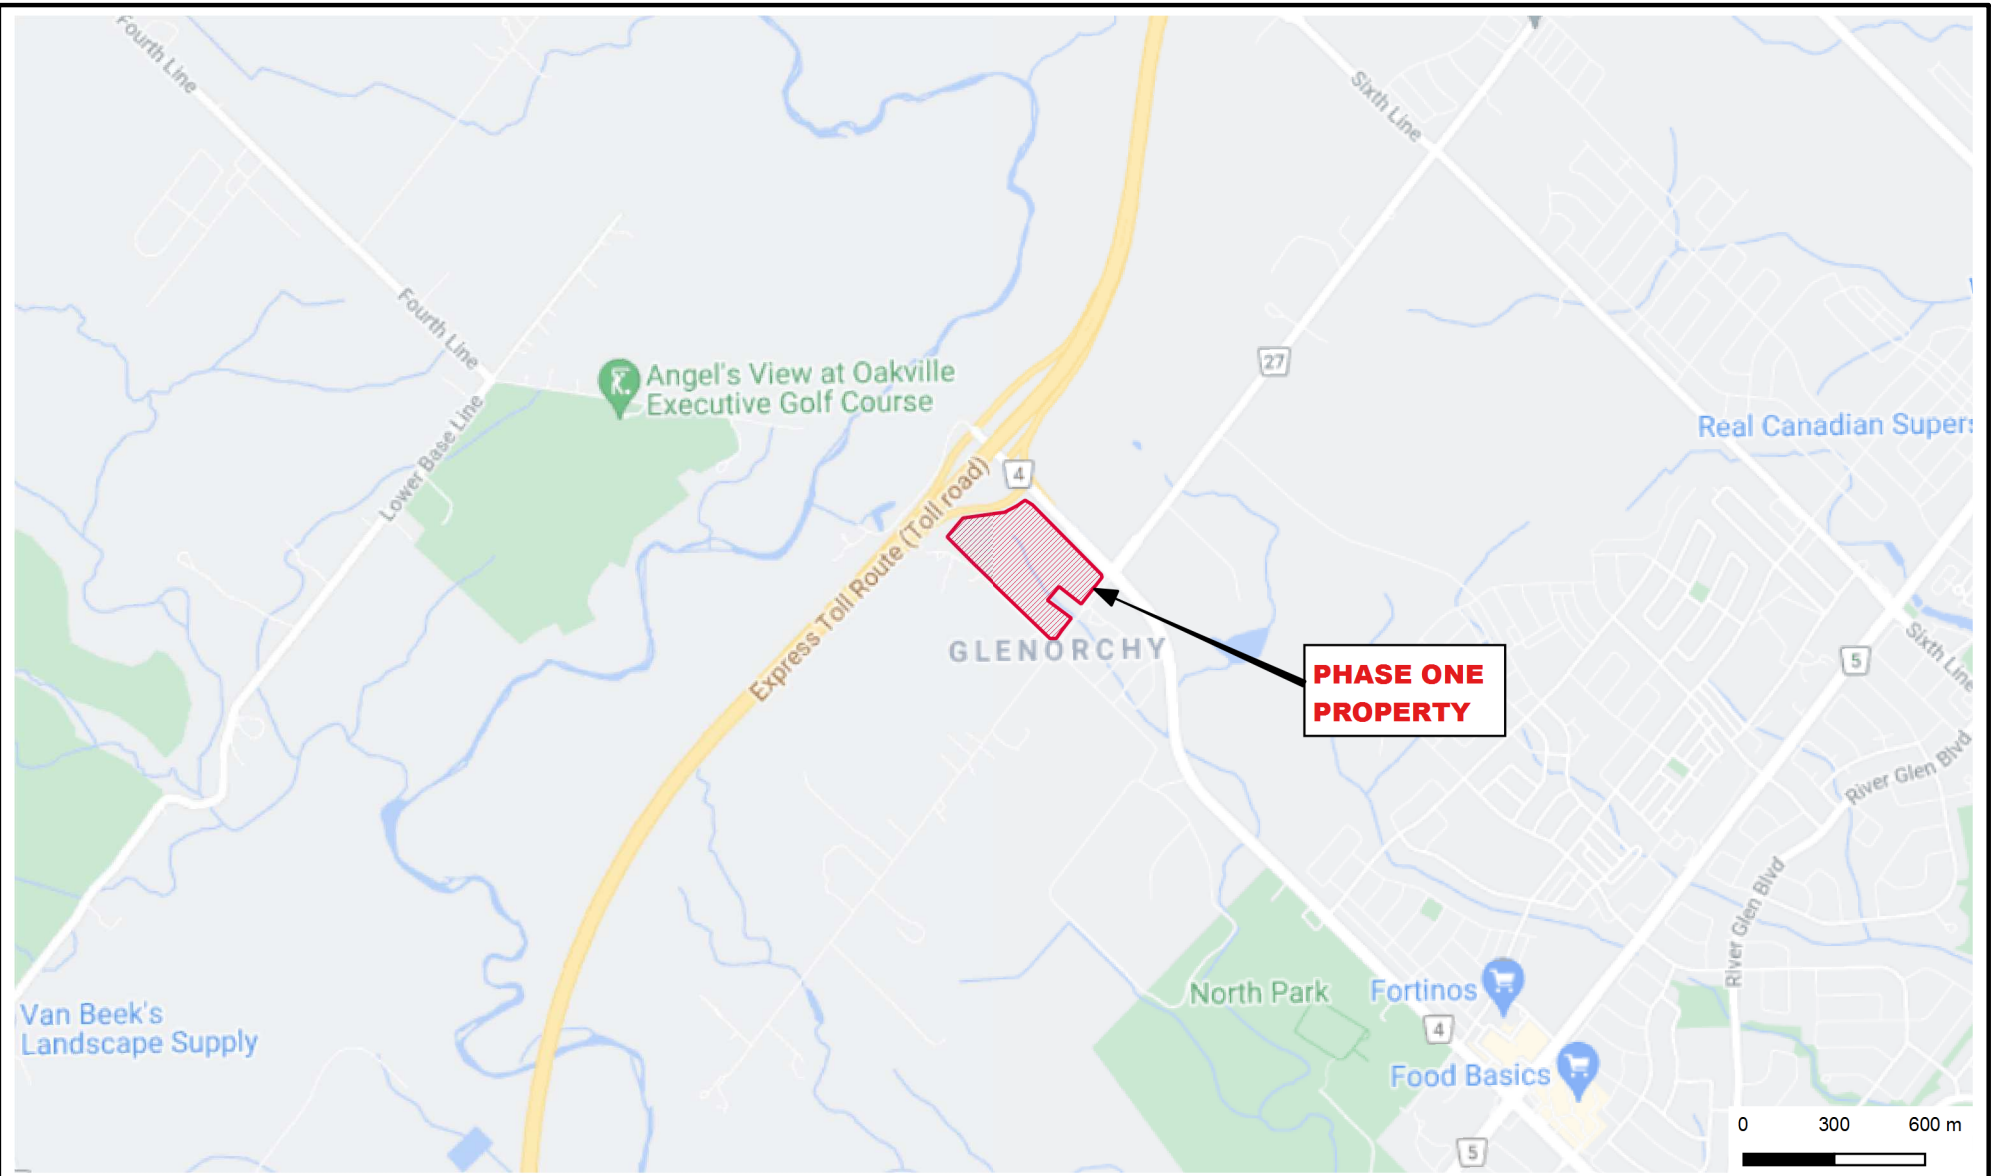 Fourth Line
Sixth Line
Fourth Line
27
Angel's View at Oakville
Executive Golf Course
Real Canadian Super
Lower Base Line
4
Express Toll Route (Toll road)
GLENORCHY
PHASE ONE
PROPERTY
5
Sixth Line
River Glen Blvd
River Glen Blvd
North Park
Fortinos
4
Van Beek's
Landscape Supply
Food Basics
5
0 300 600 m